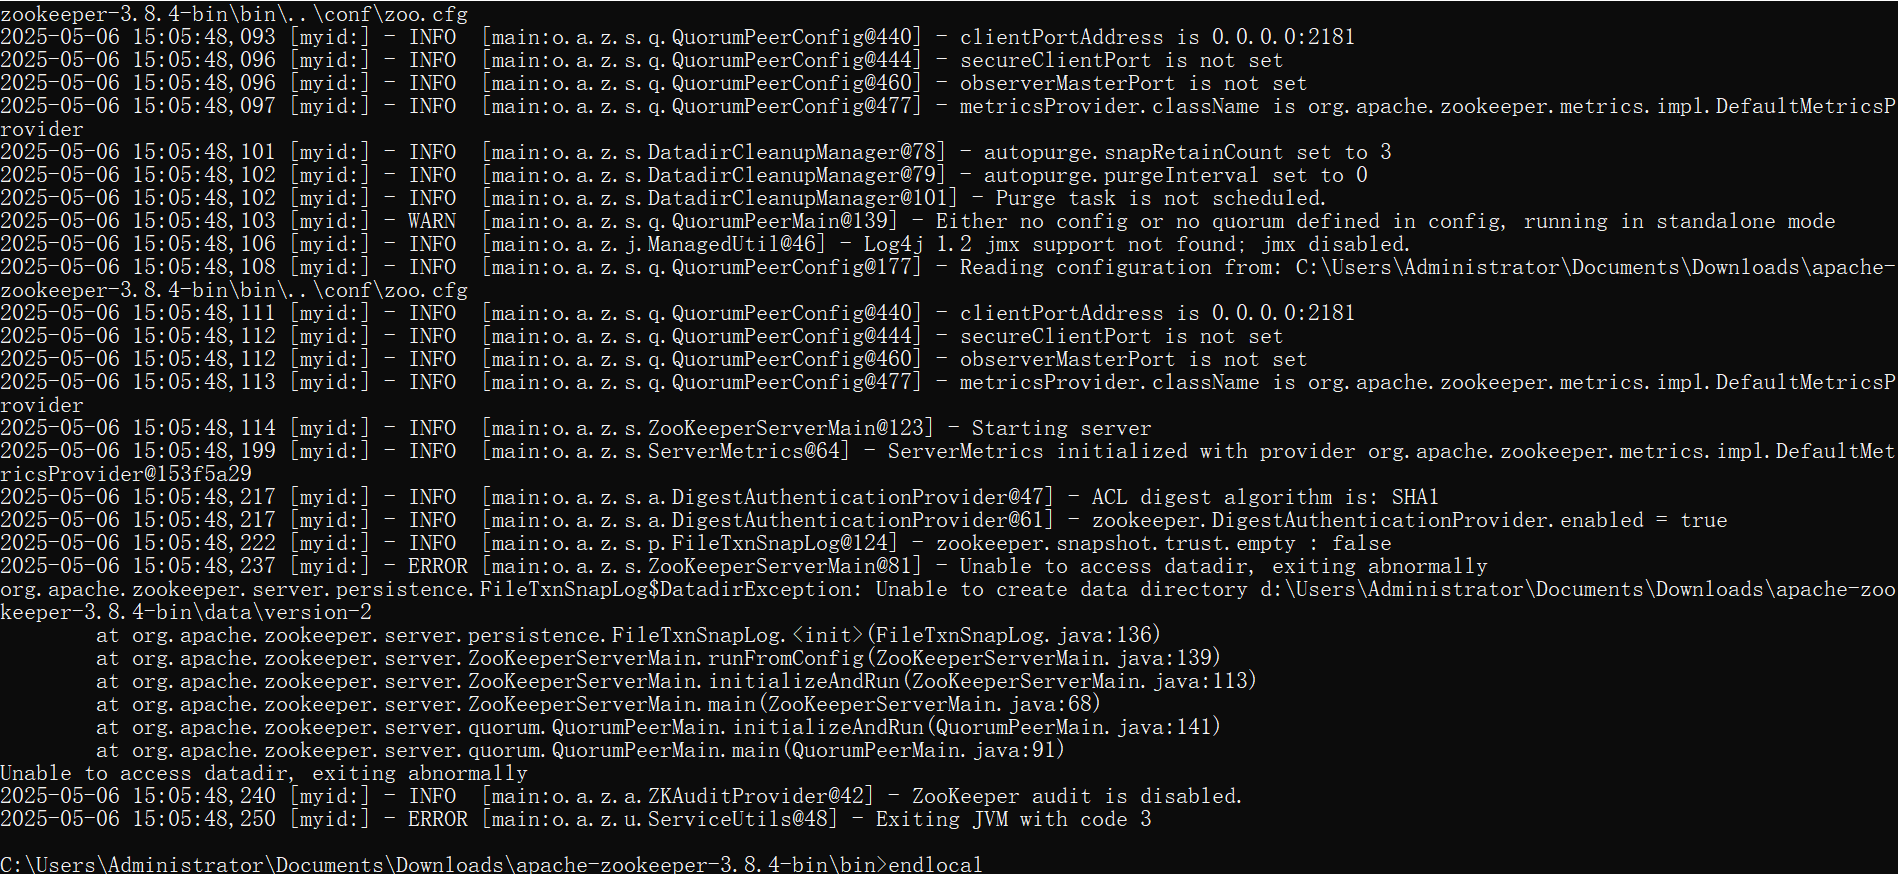 zookeeper-3.8.4-bin\bin\..\conf\zoo.cfg
2025-05-06 15:05:48,093 [myid:] - INFO  [main:o.a.z.s.q.QuorumPeerConfig@440] - clientPortAddress is 0.0.0.0:2181
2025-05-06 15:05:48,096 [myid:] - INFO  [main:o.a.z.s.q.QuorumPeerConfig@444] - secureClientPort is not set
2025-05-06 15:05:48,096 [myid:] - INFO  [main:o.a.z.s.q.QuorumPeerConfig@460] - observerMasterPort is not set
2025-05-06 15:05:48,097 [myid:] - INFO  [main:o.a.z.s.q.QuorumPeerConfig@477] - metricsProvider.className is org.apache.zookeeper.metrics.impl.DefaultMetricsP
rovider
2025-05-06 15:05:48,101 [myid:] - INFO  [main:o.a.z.s.DatadirCleanupManager@78] - autopurge.snapRetainCount set to 3
2025-05-06 15:05:48,102 [myid:] - INFO  [main:o.a.z.s.DatadirCleanupManager@79] - autopurge.purgeInterval set to 0
2025-05-06 15:05:48,102 [myid:] - INFO  [main:o.a.z.s.DatadirCleanupManager@101] - Purge task is not scheduled.
2025-05-06 15:05:48,103 [myid:] - WARN  [main:o.a.z.s.q.QuorumPeerMain@139] - Either no config or no quorum defined in config, running in standalone mode
2025-05-06 15:05:48,106 [myid:] - INFO  [main:o.a.z.j.ManagedUtil@46] - Log4j 1.2 jmx support not found; jmx disabled.
2025-05-06 15:05:48,108 [myid:] - INFO  [main:o.a.z.s.q.QuorumPeerConfig@177] - Reading configuration from: C:\Users\Administrator\Documents\Downloads\apache-
zookeeper-3.8.4-bin\bin\..\conf\zoo.cfg
2025-05-06 15:05:48,111 [myid:] - INFO  [main:o.a.z.s.q.QuorumPeerConfig@440] - clientPortAddress is 0.0.0.0:2181
2025-05-06 15:05:48,112 [myid:] - INFO  [main:o.a.z.s.q.QuorumPeerConfig@444] - secureClientPort is not set
2025-05-06 15:05:48,112 [myid:] - INFO  [main:o.a.z.s.q.QuorumPeerConfig@460] - observerMasterPort is not set
2025-05-06 15:05:48,113 [myid:] - INFO  [main:o.a.z.s.q.QuorumPeerConfig@477] - metricsProvider.className is org.apache.zookeeper.metrics.impl.DefaultMetricsP
rovider
2025-05-06 15:05:48,114 [myid:] - INFO  [main:o.a.z.s.ZooKeeperServerMain@123] - Starting server
2025-05-06 15:05:48,199 [myid:] - INFO  [main:o.a.z.s.ServerMetrics@64] - ServerMetrics initialized with provider org.apache.zookeeper.metrics.impl.DefaultMet
ricsProvider@153f5a29
2025-05-06 15:05:48,217 [myid:] - INFO  [main:o.a.z.s.a.DigestAuthenticationProvider@47] - ACL digest algorithm is: SHA1
2025-05-06 15:05:48,217 [myid:] - INFO  [main:o.a.z.s.a.DigestAuthenticationProvider@61] - zookeeper.DigestAuthenticationProvider.enabled = true
2025-05-06 15:05:48,222 [myid:] - INFO  [main:o.a.z.s.p.FileTxnSnapLog@124] - zookeeper.snapshot.trust.empty : false
2025-05-06 15:05:48,237 [myid:] - ERROR [main:o.a.z.s.ZooKeeperServerMain@81] - Unable to access datadir, exiting abnormally
org.apache.zookeeper.server.persistence.FileTxnSnapLog$DatadirException: Unable to create data directory d:\Users\Administrator\Documents\Downloads\apache-zoo
keeper-3.8.4-bin\data\version-2
        at org.apache.zookeeper.server.persistence.FileTxnSnapLog.<init>(FileTxnSnapLog.java:136)
        at org.apache.zookeeper.server.ZooKeeperServerMain.runFromConfig(ZooKeeperServerMain.java:139)
        at org.apache.zookeeper.server.ZooKeeperServerMain.initializeAndRun(ZooKeeperServerMain.java:113)
        at org.apache.zookeeper.server.ZooKeeperServerMain.main(ZooKeeperServerMain.java:68)
        at org.apache.zookeeper.server.quorum.QuorumPeerMain.initializeAndRun(QuorumPeerMain.java:141)
        at org.apache.zookeeper.server.quorum.QuorumPeerMain.main(QuorumPeerMain.java:91)
Unable to access datadir, exiting abnormally
2025-05-06 15:05:48,240 [myid:] - INFO  [main:o.a.z.a.ZKAuditProvider@42] - ZooKeeper audit is disabled.
2025-05-06 15:05:48,250 [myid:] - ERROR [main:o.a.z.u.ServiceUtils@48] - Exiting JVM with code 3
C:\Users\Administrator\Documents\Downloads\apache-zookeeper-3.8.4-bin\bin>endlocal